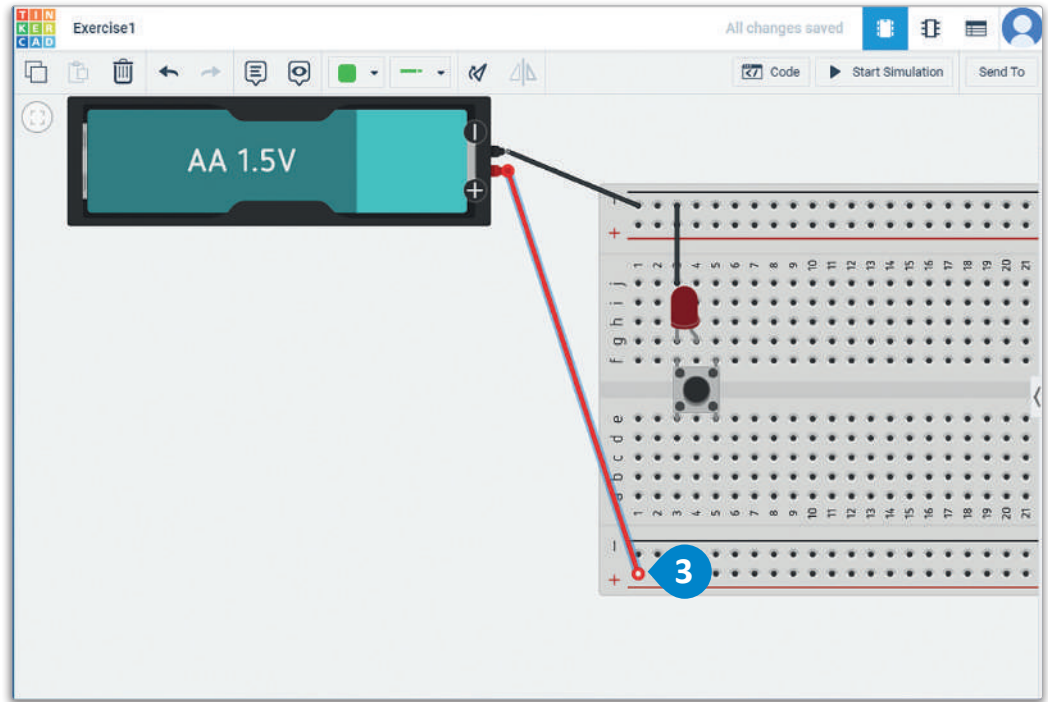 TIN
KER
CAD
Exercise1
All changes saved
Code
Start Simulation
Send To
AA 1.5V
−
+
−
+
1 2 3 4 5 6 7 8 9 10 11 12 13 14 15 16 17 18 19 20 21
j
i
h
g
f
e
d
c
b
a
1 2 3 4 5 6 7 8 9 10 11 12 13 14 15 16 17 18 19 20 21
−
+
3